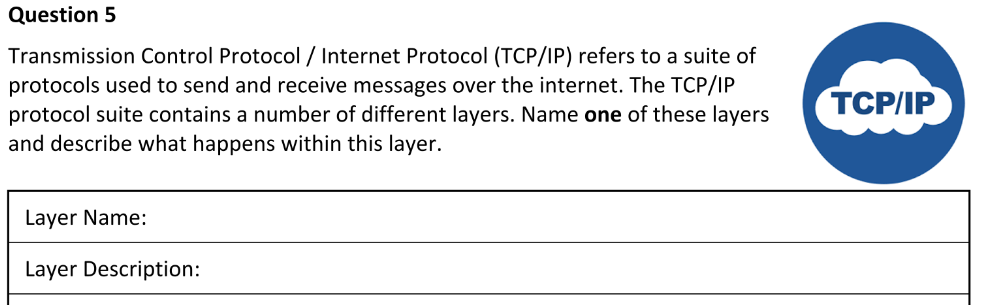 Question 5
Transmission Control Protocol / Internet Protocol (TCP/IP) refers to a suite of
protocols used to send and receive messages over the internet. The TCP/IP
protocol suite contains a number of different layers. Name one of these layers
and describe what happens within this layer.
TCP/IP
Layer Name:
Layer Description: